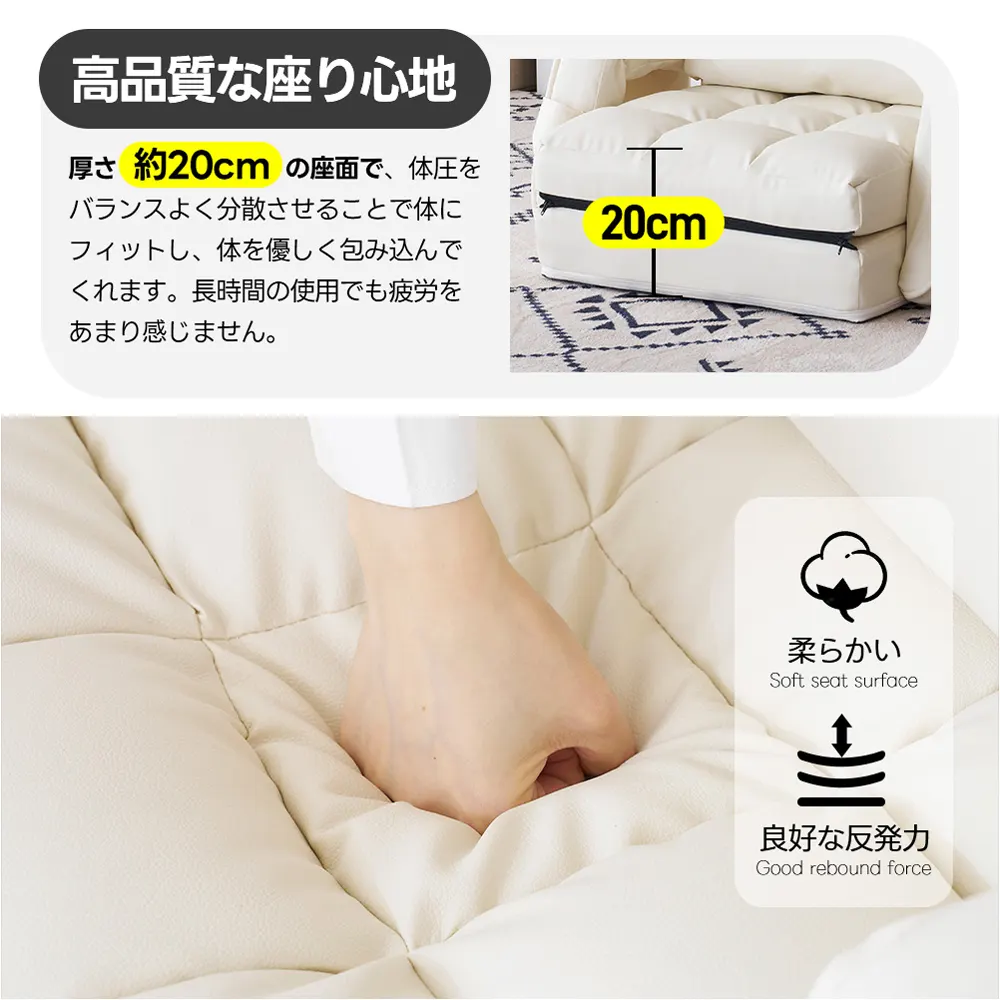 高品質な座り心地
厚さ 約20cm の座面で、体圧を
バランスよく分散させることで体に
フィットし、体を優しく包み込んで
くれます。長時間の使用でも疲労を
あまり感じません。
20cm
柔らかい
Soft seat surface
良好な反発力
Good rebound force